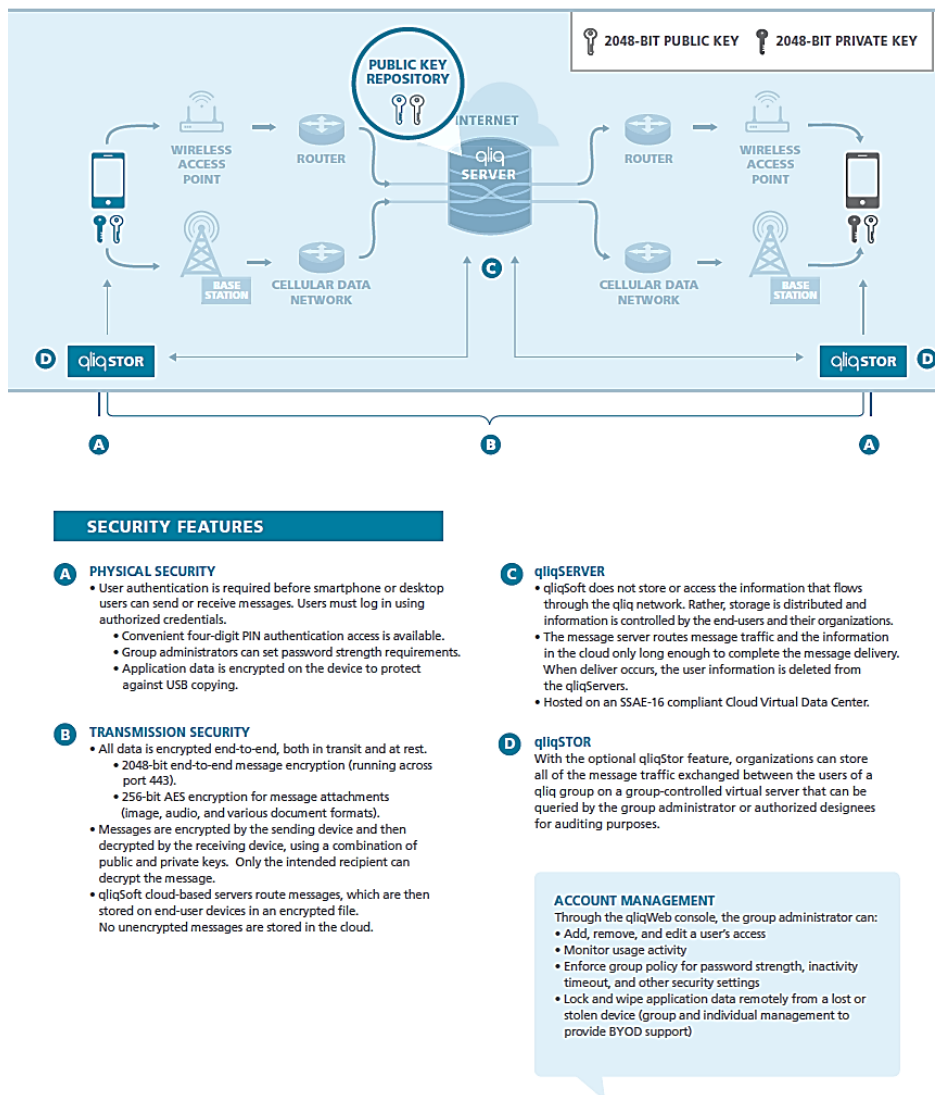 2048-BIT PUBLIC KEY
2048-BIT PRIVATE KEY
PUBLIC KEY
REPOSITORY
INTERNET
WIRELESS
ACCESS
POINT
ROUTER
qliq
SERVER
ROUTER
WIRELESS
ACCESS
POINT
BASE
STATION
CELLULAR DATA
NETWORK
C
CELLULAR DATA
NETWORK
BASE
STATION
D
qliqSTOR
qliqSTOR
D
A
B
A
SECURITY FEATURES
A
PHYSICAL SECURITY
• User authentication is required before smartphone or desktop
users can send or receive messages. Users must log in using
authorized credentials.
• Convenient four-digit PIN authentication access is available.
• Group administrators can set password strength requirements.
• Application data is encrypted on the device to protect
against USB copying.
B
TRANSMISSION SECURITY
• All data is encrypted end-to-end, both in transit and at rest.
• 2048-bit end-to-end message encryption (running across
port 443).
• 256-bit AES encryption for message attachments
(image, audio, and various document formats).
• Messages are encrypted by the sending device and then
decrypted by the receiving device, using a combination of
public and private keys. Only the intended recipient can
decrypt the message.
• qliqSoft cloud-based servers route messages, which are then
stored on end-user devices in an encrypted file.
No unencrypted messages are stored in the cloud.
C
qliqSERVER
• qliqSoft does not store or access the information that flows
through the qliq network. Rather, storage is distributed and
information is controlled by the end-users and their organizations.
• The message server routes message traffic and the information
in the cloud only long enough to complete the message delivery.
When deliver occurs, the user information is deleted from
the qliqServers.
• Hosted on an SSAE-16 compliant Cloud Virtual Data Center.
D
qliqSTOR
With the optional qliqStor feature, organizations can store
all of the message traffic exchanged between the users of a
qliq group on a group-controlled virtual server that can be
queried by the group administrator or authorized designees
for auditing purposes.
ACCOUNT MANAGEMENT
Through the qliqWeb console, the group administrator can:
• Add, remove, and edit a user's access
• Monitor usage activity
• Enforce group policy for password strength, inactivity
timeout, and other security settings
• Lock and wipe application data remotely from a lost or
stolen device (group and individual management to
provide BYOD support)